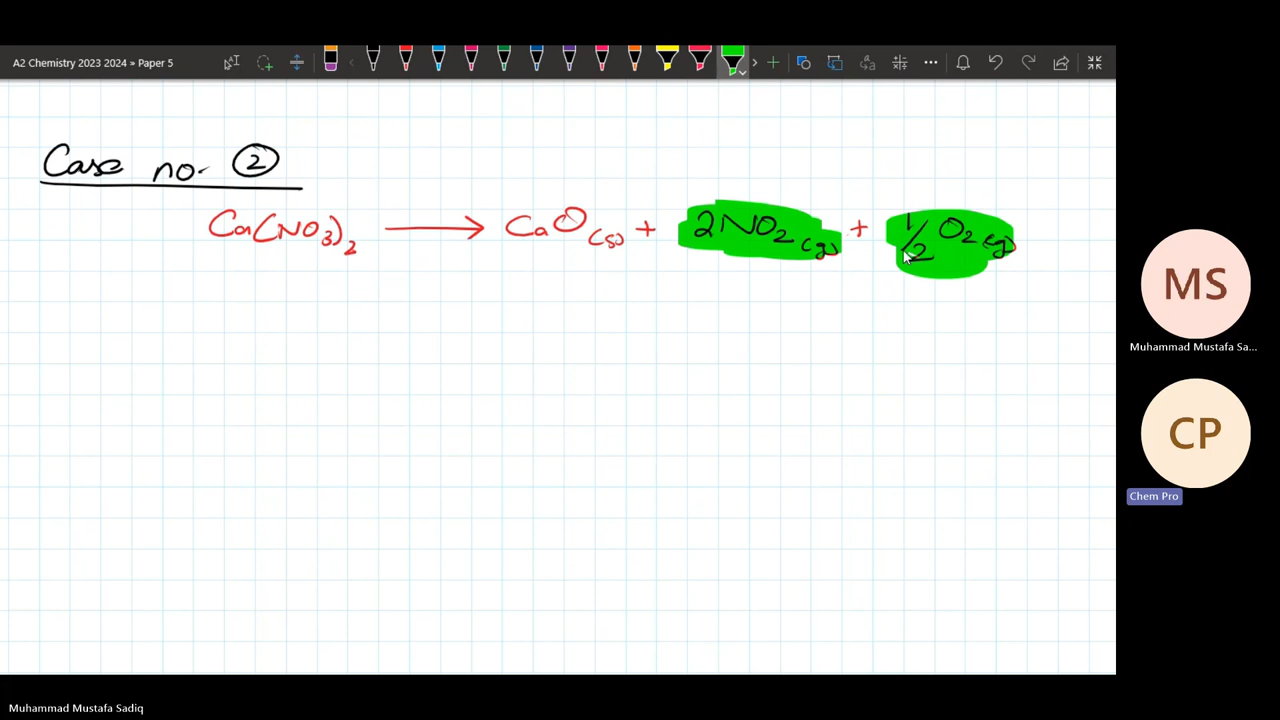 A2 Chemistry 2023 2024 » Paper 5
Case no. ②
Ca(NO₃)₂ ⟶ CaO(s) + 2NO₂(g) + 1/2 O₂(g)
MS
Muhammad Mustafa Sa...
CP
Chem Pro
Muhammad Mustafa Sadiq